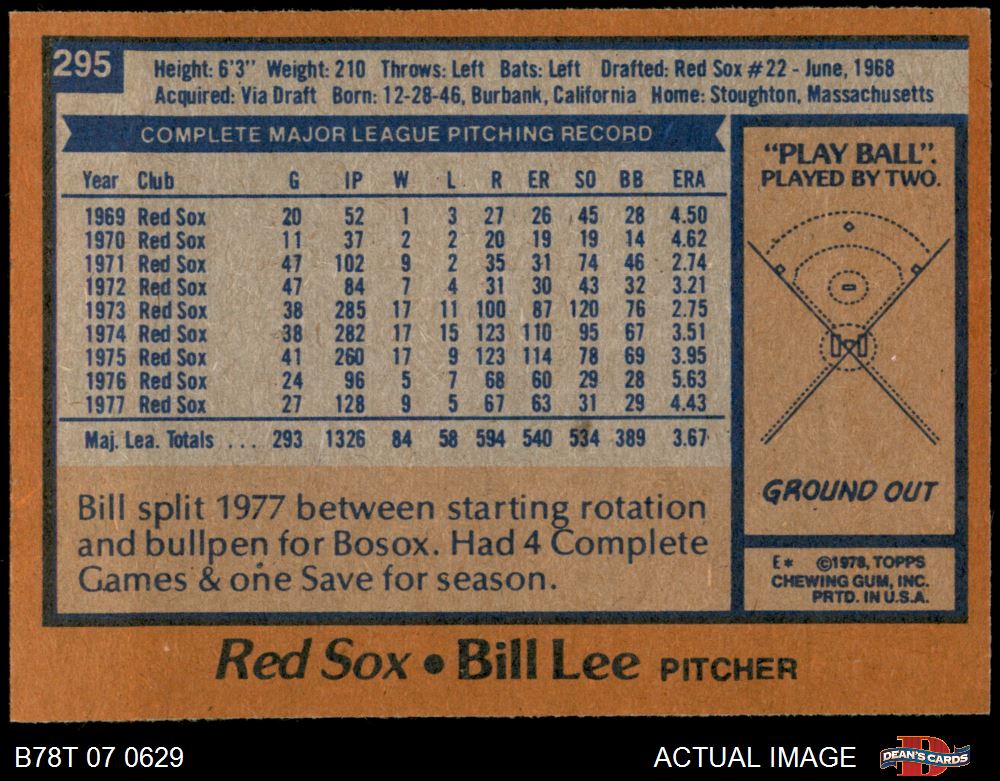 295
Height: 6'3" Weight: 210 Throws: Left Bats: Left Drafted: Red Sox #22 - June, 1968
Acquired: Via Draft Born: 12-28-46, Burbank, California Home: Stoughton, Massachusetts
COMPLETE MAJOR LEAGUE PITCHING RECORD
Year Club G IP W L R ER SO BB ERA
1969 Red Sox 20 52 1 3 27 26 45 28 4.50
1970 Red Sox 11 37 2 2 20 19 19 14 4.62
1971 Red Sox 47 102 9 2 35 31 74 46 2.74
1972 Red Sox 47 84 7 4 31 30 43 32 3.21
1973 Red Sox 38 285 17 11 100 87 120 76 2.75
1974 Red Sox 38 282 17 15 123 110 95 67 3.51
1975 Red Sox 41 260 17 9 123 114 78 69 3.95
1976 Red Sox 24 96 5 7 68 60 29 28 5.63
1977 Red Sox 27 128 9 5 67 63 31 29 4.43
Maj. Lea. Totals . . . 293 1326 84 58 594 540 534 389 3.67
Bill split 1977 between starting rotation
and bullpen for Bosox. Had 4 Complete
Games & one Save for season.
"PLAY BALL".
PLAYED BY TWO.
GROUND OUT
E* ©1978, TOPPS
CHEWING GUM, INC.
PRTD. IN U.S.A.
Red Sox • Bill Lee PITCHER
B78T 07 0629
ACTUAL IMAGE
DEAN'S CARDS